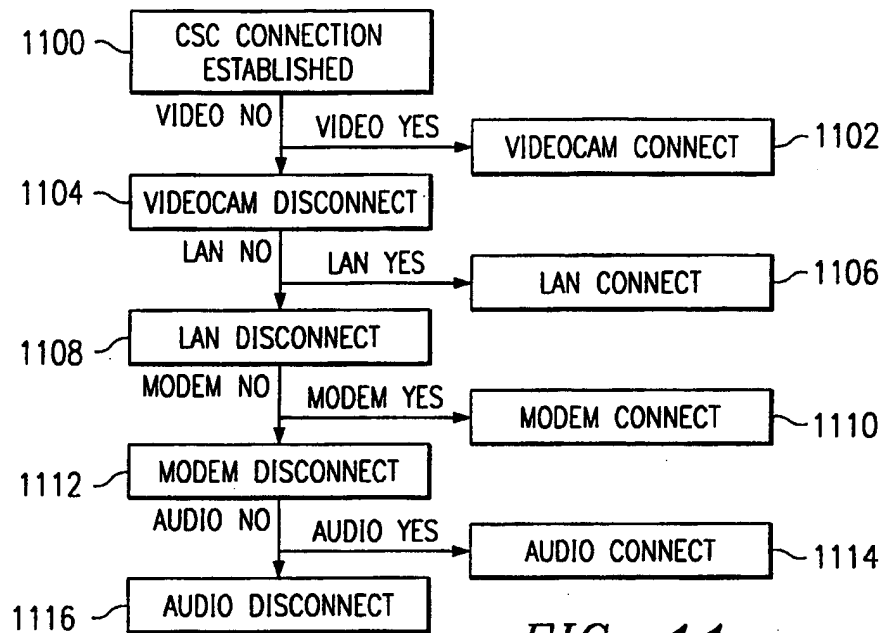 1100
CSC CONNECTION
ESTABLISHED
VIDEO NO
VIDEO YES
VIDEOCAM CONNECT
1102
1104
VIDEOCAM DISCONNECT
LAN NO
LAN YES
LAN CONNECT
1106
1108
LAN DISCONNECT
MODEM NO
MODEM YES
MODEM CONNECT
1110
1112
MODEM DISCONNECT
AUDIO NO
AUDIO YES
AUDIO CONNECT
1114
1116
AUDIO DISCONNECT
FIG. 11